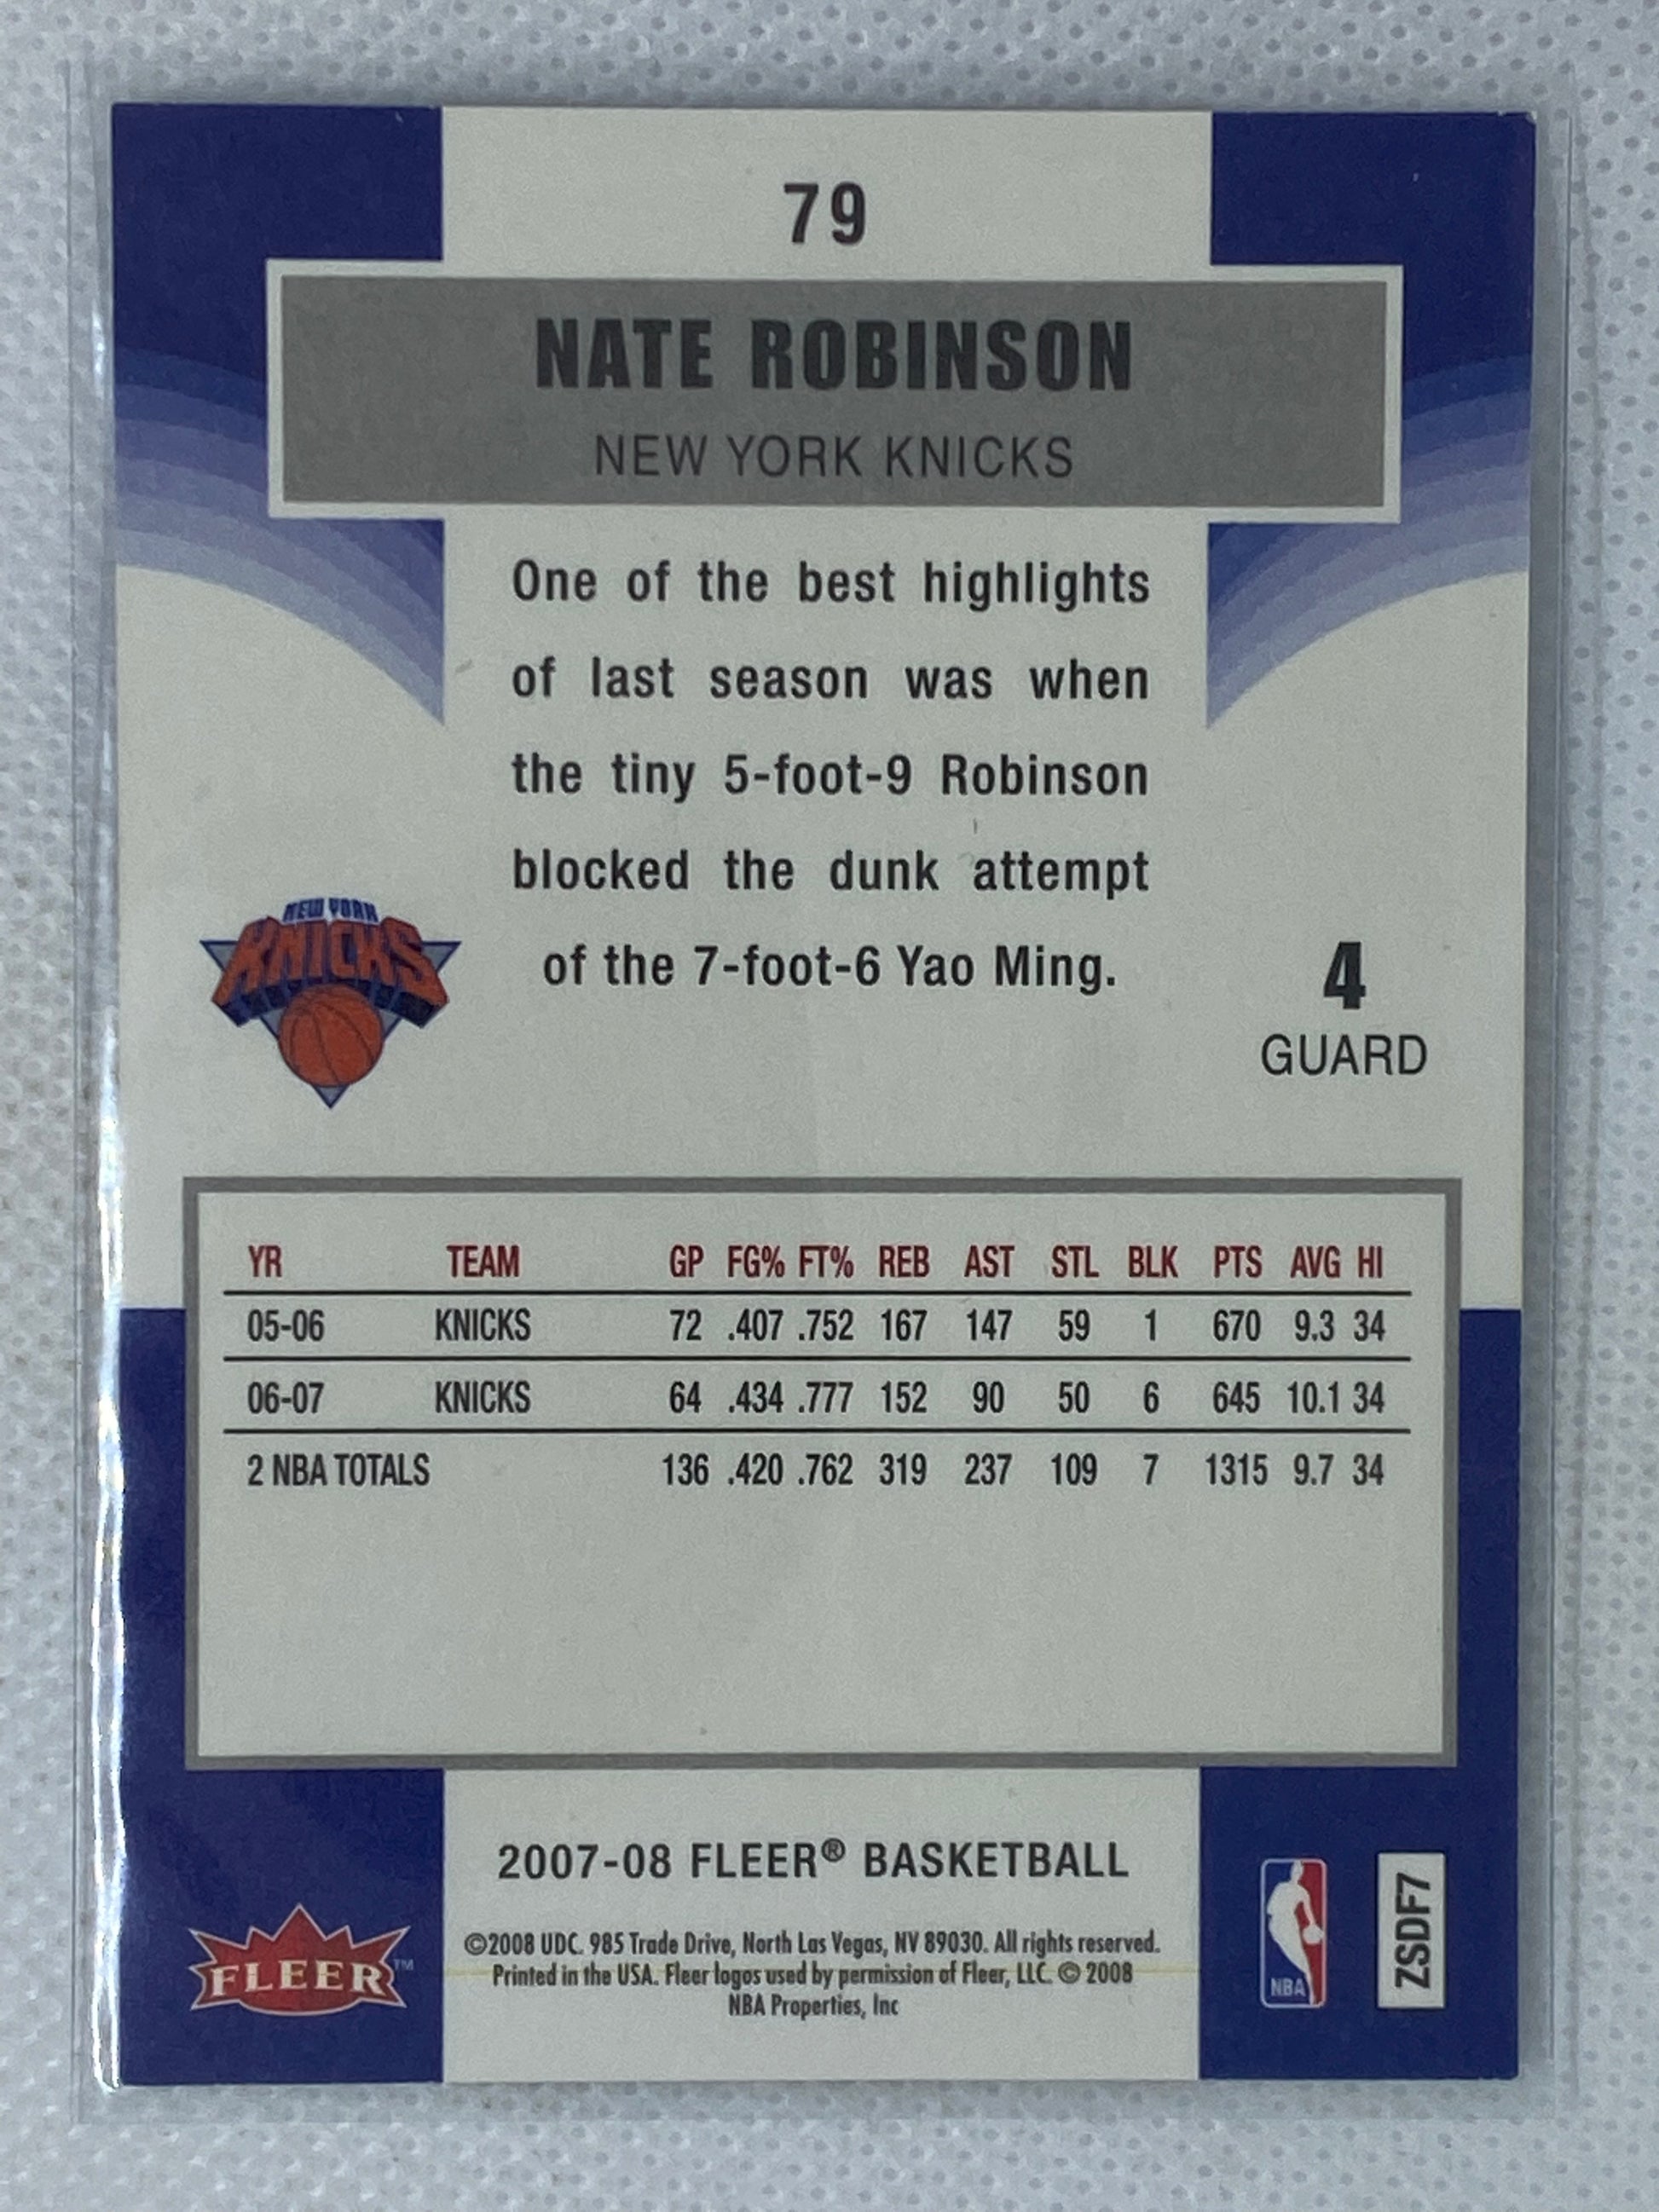 79
NATE ROBINSON
NEW YORK KNICKS
One of the best highlights
of last season was when
the tiny 5-foot-9 Robinson
blocked the dunk attempt
of the 7-foot-6 Yao Ming.
NEW YORK
KNICKS
4
GUARD
YR TEAM GP FG% FT% REB AST STL BLK PTS AVG HI
05-06 KNICKS 72 .407 .752 167 147 59 1 670 9.3 34
06-07 KNICKS 64 .434 .777 152 90 50 6 645 10.1 34
2 NBA TOTALS 136 .420 .762 319 237 109 7 1315 9.7 34
2007-08 FLEER® BASKETBALL
©2008 UDC. 985 Trade Drive, North Las Vegas, NV 89030. All rights reserved.
Printed in the USA. Fleer logos used by permission of Fleer, LLC. © 2008
NBA Properties, Inc
FLEER™
NBA
ZSDF7